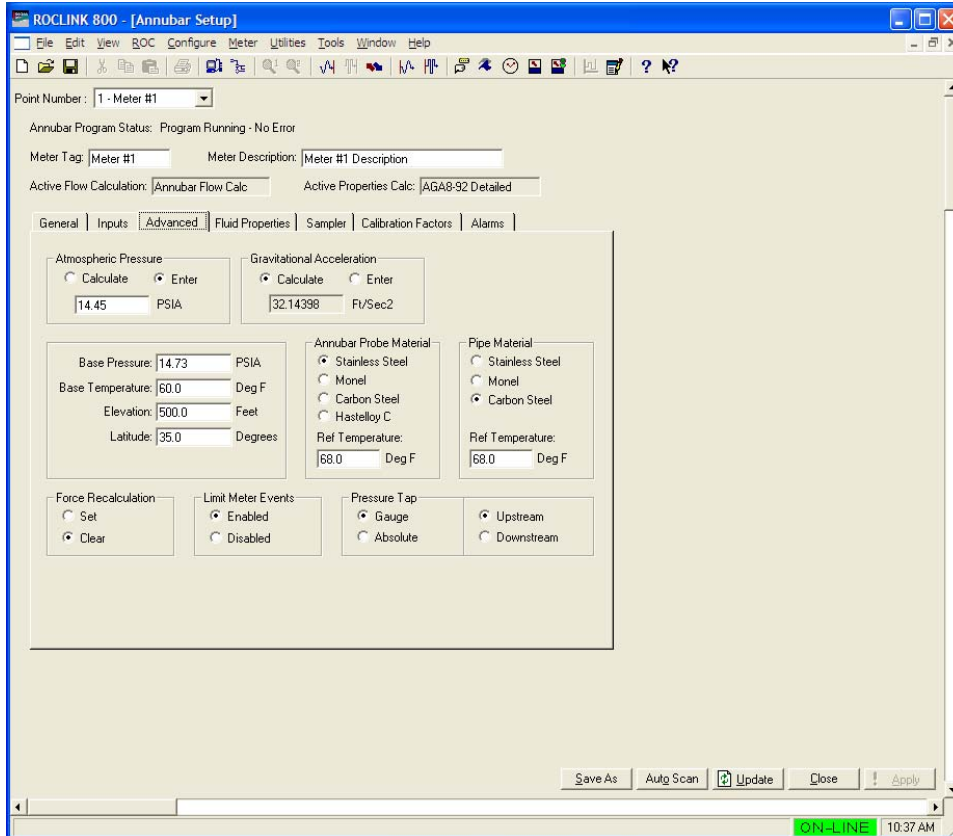 ROCLINK 800 - [Annubar Setup]
File Edit View ROC Configure Meter Utilities Tools Window Help
Point Number : 1 - Meter #1
Annubar Program Status: Program Running - No Error
Meter Tag: Meter #1 Meter Description: Meter #1 Description
Active Flow Calculation: Annubar Flow Calc Active Properties Calc: AGA8-92 Detailed
General Inputs Advanced Fluid Properties Sampler Calibration Factors Alarms
Atmospheric Pressure Gravitational Acceleration
Calculate Enter Calculate Enter
14.45 PSIA 32.14398 Ft/Sec2
Annubar Probe Material Pipe Material
Base Pressure: 14.73 PSIA Stainless Steel Stainless Steel
Base Temperature: 60.0 Deg F Monel Monel
Elevation: 500.0 Feet Carbon Steel Carbon Steel
Hastelloy C
Latitude: 35.0 Degrees Ref Temperature: Ref Temperature:
68.0 Deg F 68.0 Deg F
Force Recalculation Limit Meter Events Pressure Tap
Set Enabled Gauge Upstream
Clear Disabled Absolute Downstream
Save As Auto Scan Update Close ! Apply
ON-LINE 10:37 AM